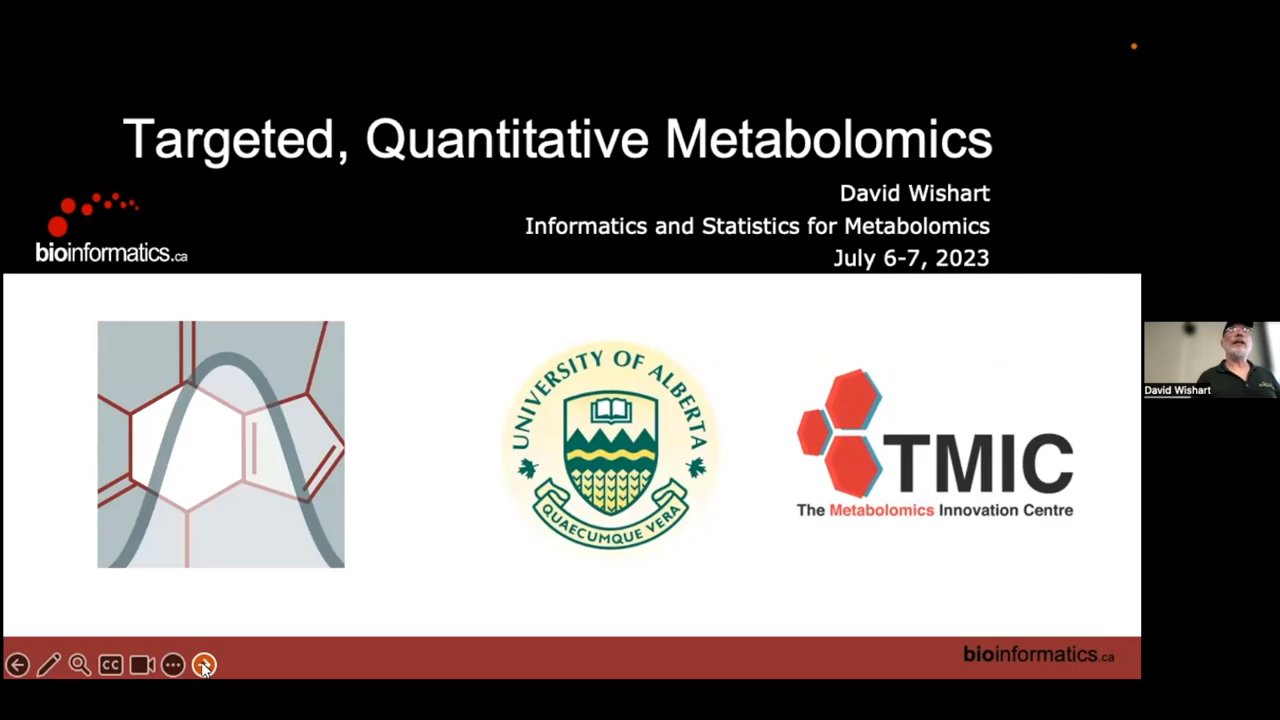 Targeted, Quantitative Metabolomics
David Wishart
Informatics and Statistics for Metabolomics
July 6-7, 2023
bioinformatics.ca
UNIVERSITY OF ALBERTA
QUAECUMQUE VERA
TMIC
The Metabolomics Innovation Centre
David Wishart
CC
bioinformatics.ca